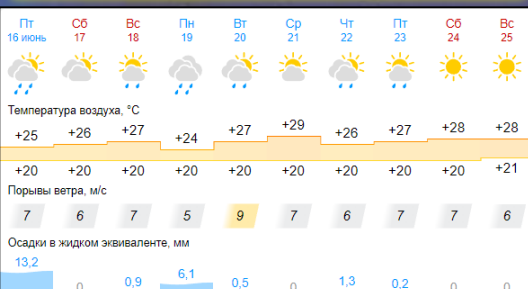 Пт Сб Вс Пн Вт Ср Чт Пт Сб Вс
16 июнь 17 18 19 20 21 22 23 24 25
Температура воздуха, °C
+25 +26 +27 +24 +27 +29 +26 +27 +28 +28
+20 +20 +20 +20 +20 +20 +20 +20 +20 +21
Порывы ветра, м/с
7 6 7 5 9 7 6 7 7 6
Осадки в жидком эквиваленте, мм
13,2 0 0,9 6,1 0,5 0 1,3 0,2 0 0